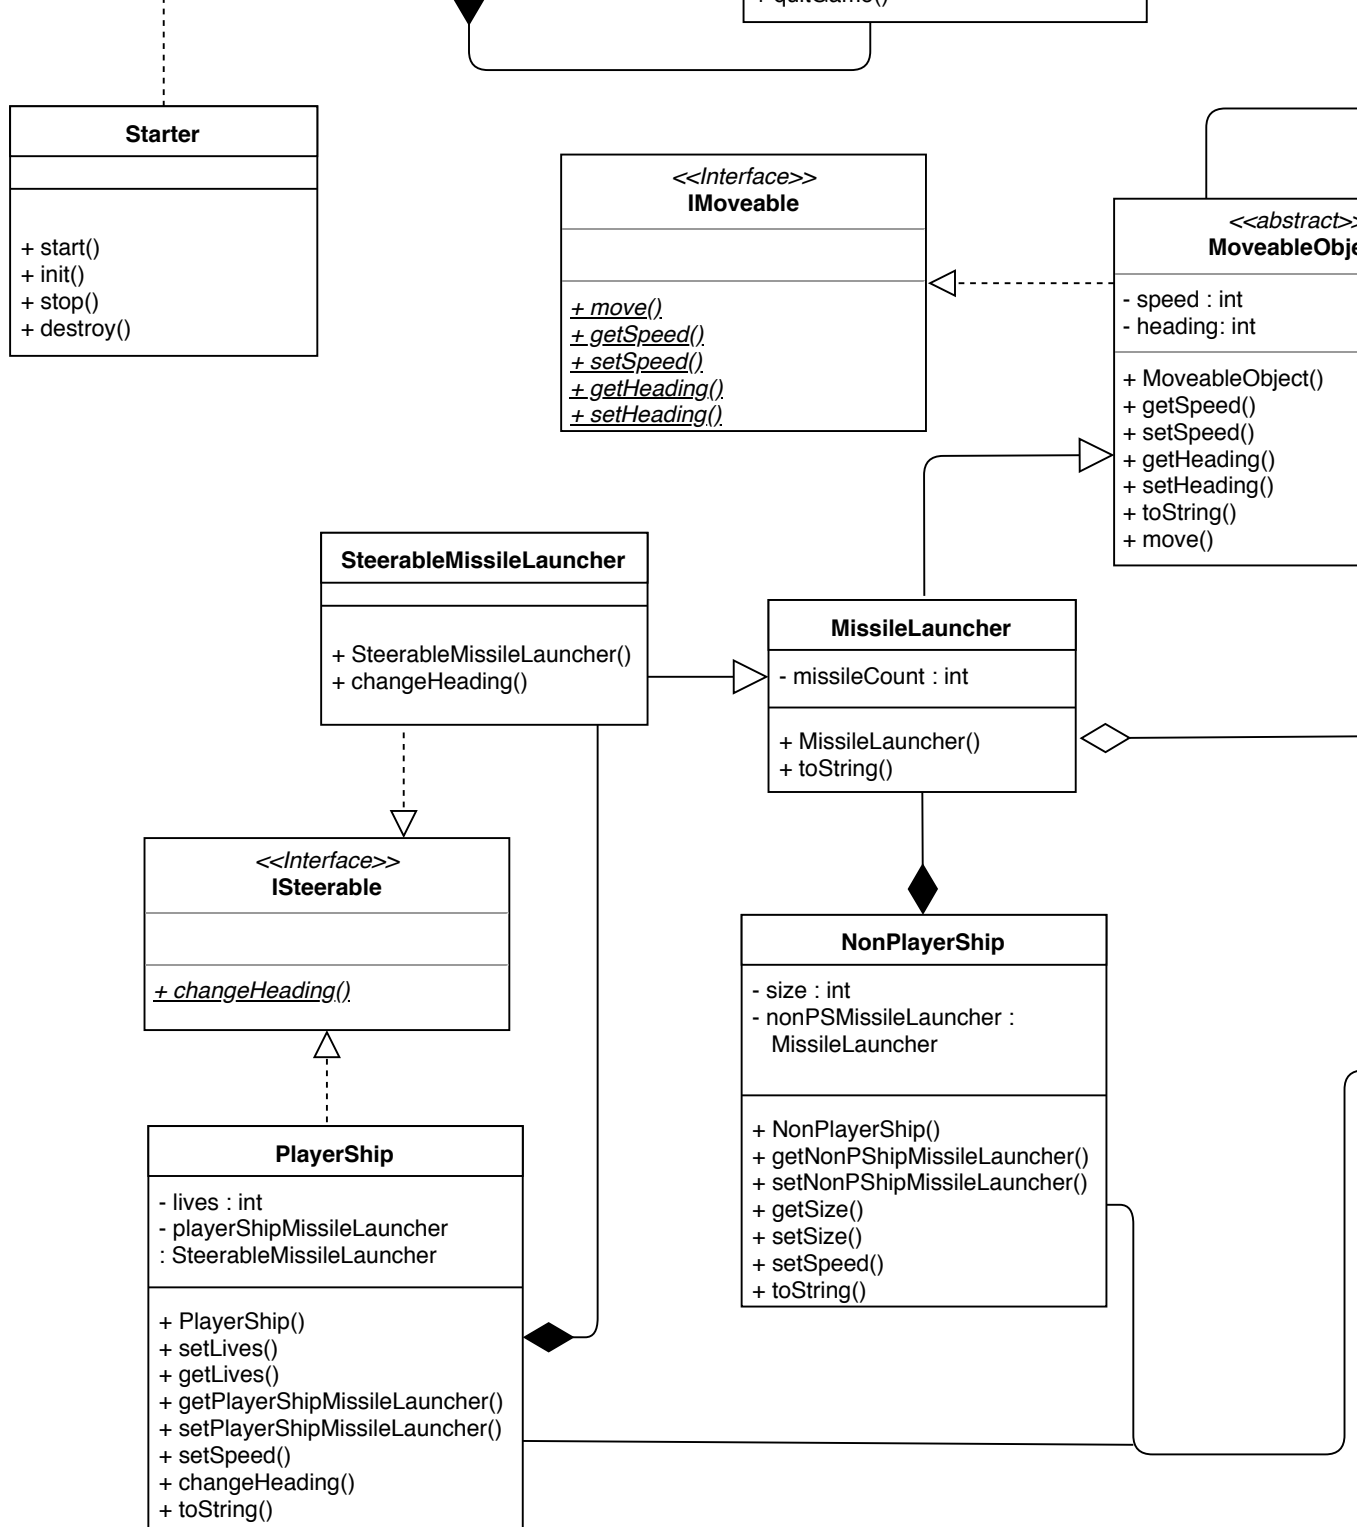 + quitGame()
Starter
+ start()
+ init()
+ stop()
+ destroy()
<<Interface>>
IMoveable
+ move()
+ getSpeed()
+ setSpeed()
+ getHeading()
+ setHeading()
<<abstract>>
MoveableObje
- speed : int
- heading: int
+ MoveableObject()
+ getSpeed()
+ setSpeed()
+ getHeading()
+ setHeading()
+ toString()
+ move()
SteerableMissileLauncher
+ SteerableMissileLauncher()
+ changeHeading()
MissileLauncher
- missileCount : int
+ MissileLauncher()
+ toString()
<<Interface>>
ISteerable
+ changeHeading()
NonPlayerShip
- size : int
- nonPSMissileLauncher :
MissileLauncher
+ NonPlayerShip()
+ getNonPShipMissileLauncher()
+ setNonPShipMissileLauncher()
+ getSize()
+ setSize()
+ setSpeed()
+ toString()
PlayerShip
- lives : int
- playerShipMissileLauncher
: SteerableMissileLauncher
+ PlayerShip()
+ setLives()
+ getLives()
+ getPlayerShipMissileLauncher()
+ setPlayerShipMissileLauncher()
+ setSpeed()
+ changeHeading()
+ toString()